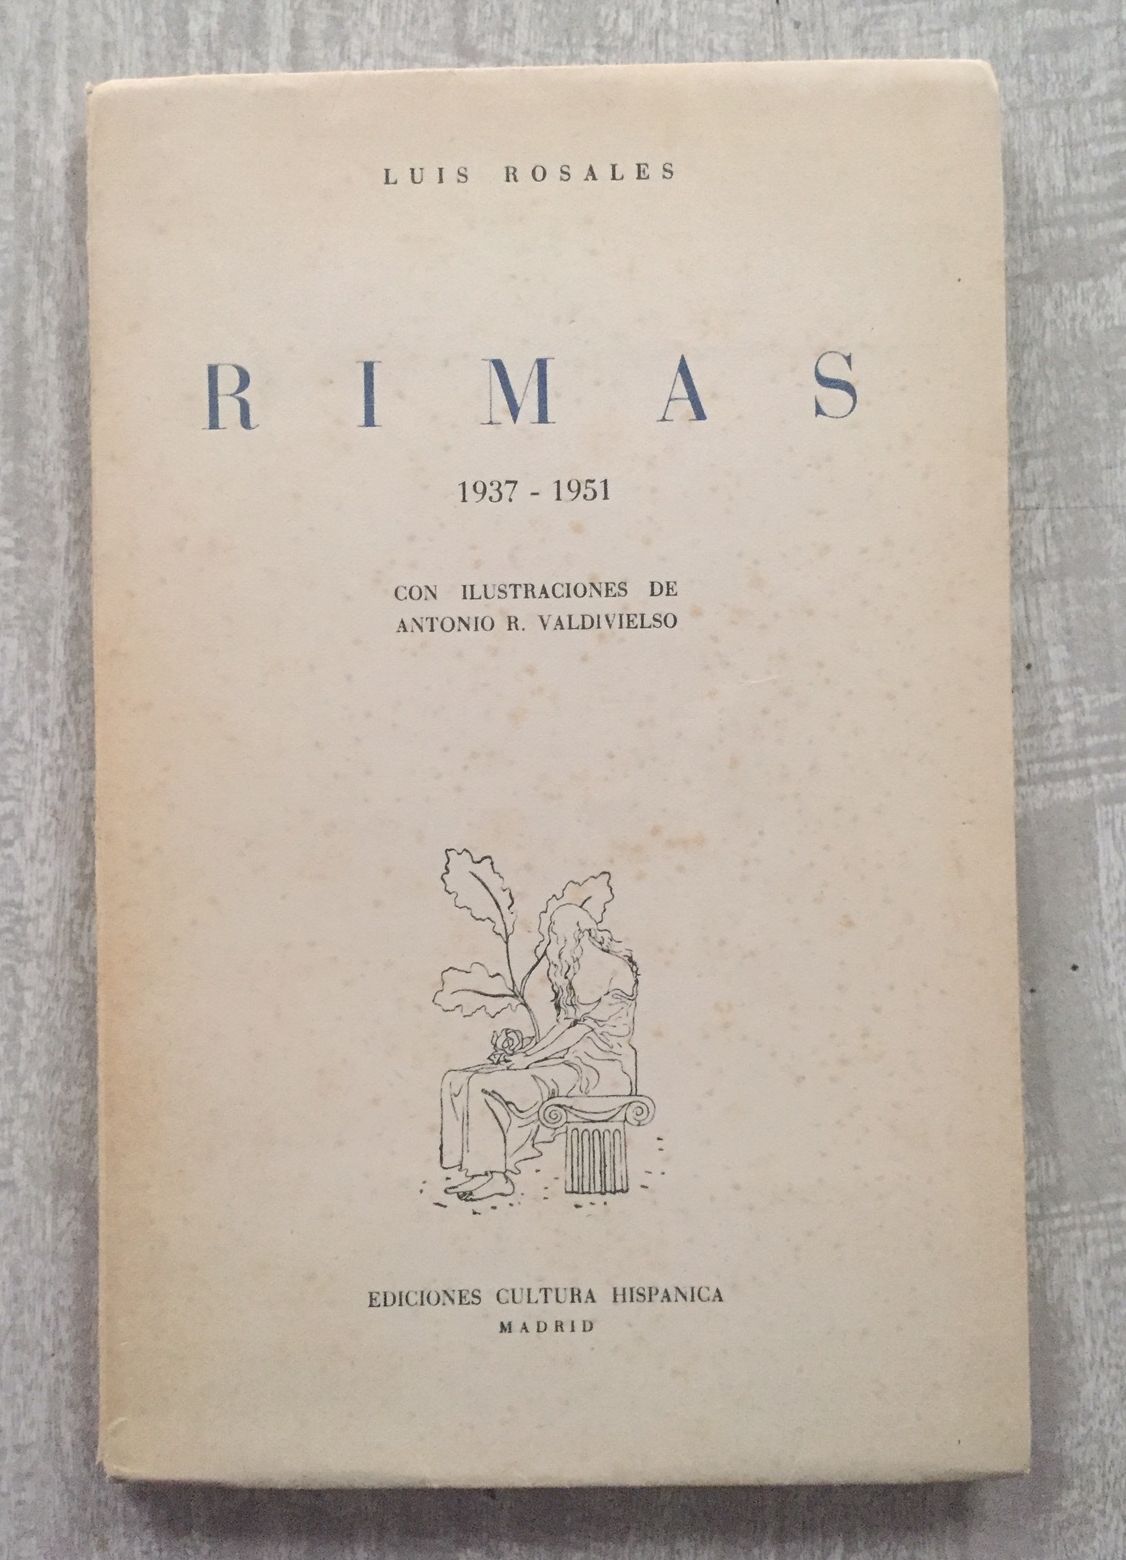 LUIS ROSALES
RIMAS
1937 - 1951
CON ILUSTRACIONES DE
ANTONIO R. VALDIVIELSO
EDICIONES CULTURA HISPANICA
MADRID